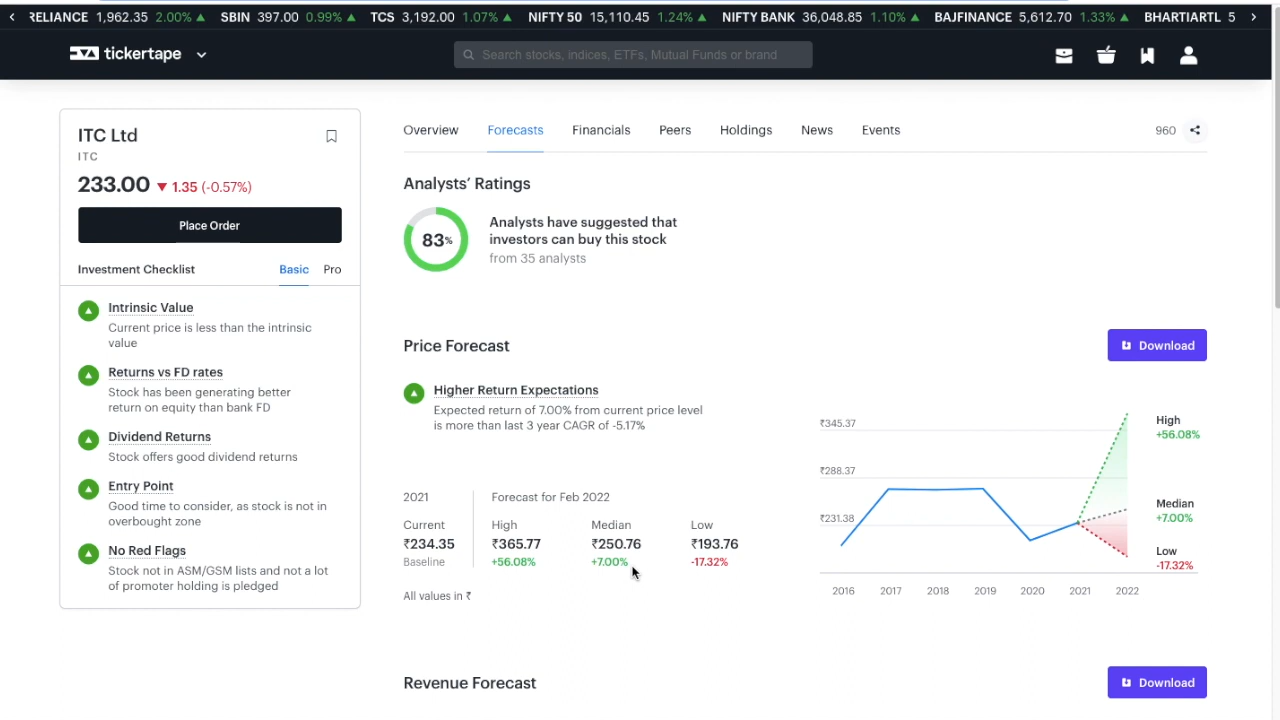 RELIANCE 1,962.35 2.00% ▲ SBIN 397.00 0.99% ▲ TCS 3,192.00 1.07% ▲ NIFTY 50 15,110.45 1.24% ▲ NIFTY BANK 36,048.85 1.10% ▲ BAJFINANCE 5,612.70 1.33% ▲ BHARTIARTL 5
tickertape
Search stocks, indices, ETFs, Mutual Funds or brand
ITC Ltd
ITC
233.00 ▼ 1.35 (-0.57%)
Place Order
Investment Checklist Basic Pro
Intrinsic Value
Current price is less than the intrinsic
value
Returns vs FD rates
Stock has been generating better
return on equity than bank FD
Dividend Returns
Stock offers good dividend returns
Entry Point
Good time to consider, as stock is not in
overbought zone
No Red Flags
Stock not in ASM/GSM lists and not a lot
of promoter holding is pledged
Overview Forecasts Financials Peers Holdings News Events 960
Analysts’ Ratings
83%
Analysts have suggested that
investors can buy this stock
from 35 analysts
Price Forecast Download
Higher Return Expectations
Expected return of 7.00% from current price level
is more than last 3 year CAGR of -5.17%
2021 Forecast for Feb 2022
Current High Median Low
₹234.35 ₹365.77 ₹250.76 ₹193.76
Baseline +56.08% +7.00% -17.32%
All values in ₹
₹345.37
₹288.37
₹231.38
High
+56.08%
Median
+7.00%
Low
-17.32%
2016 2017 2018 2019 2020 2021 2022
Revenue Forecast Download